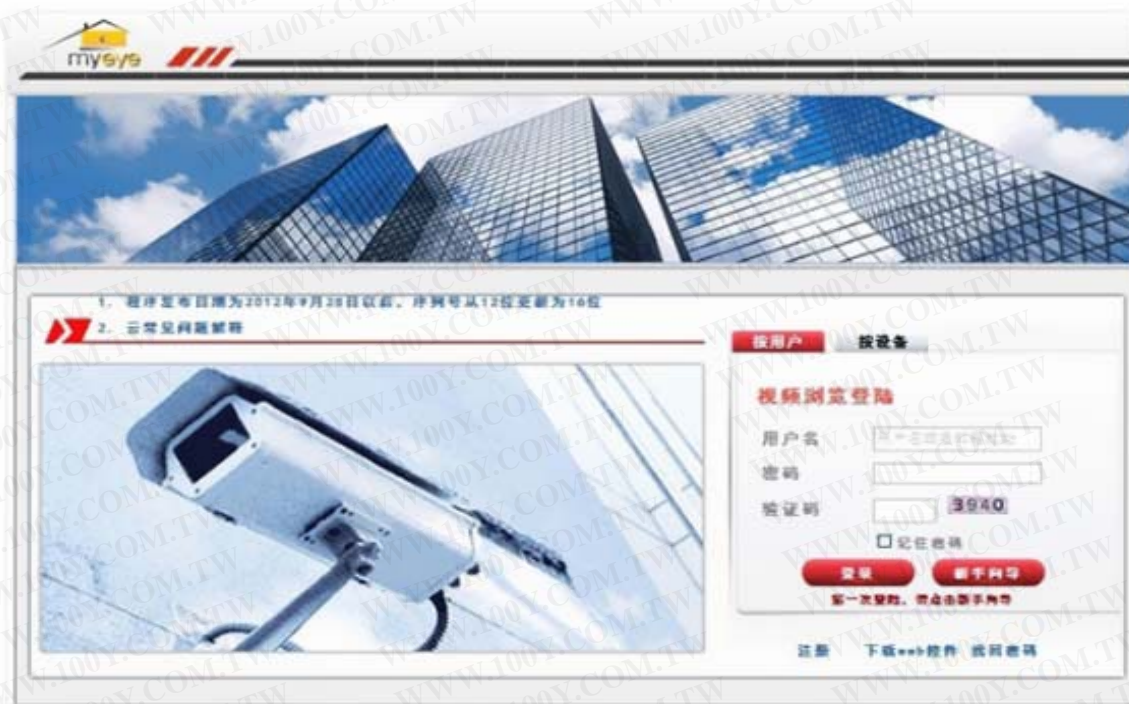 myeye
1. 程序发布日期为2012年9月28日以前，序列号从12位更新为16位
2. 云常见问题解释
按用户 按设备
视频浏览登陆
用户名
密码
验证码 3940
记住密码
登录 新手向导
第一次登陆，请点击新手向导
注册 下载web控件 找回密码
WWW.100Y.COM.TW